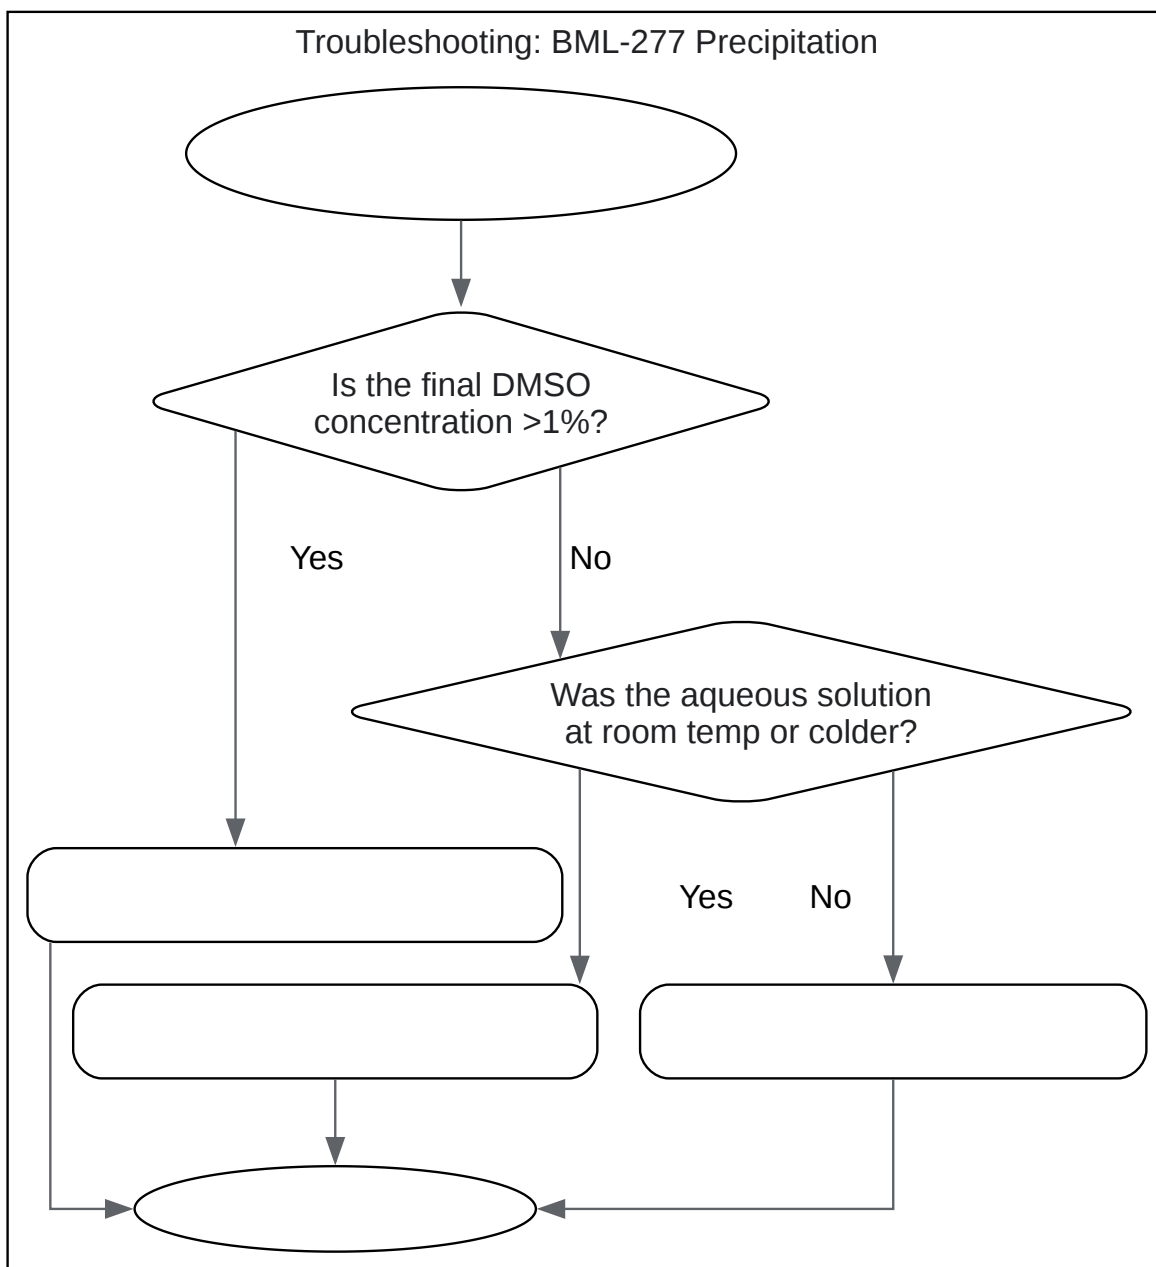 Troubleshooting: BML-277 Precipitation
Is the final DMSO
concentration >1%?
Yes
No
Was the aqueous solution
at room temp or colder?
Yes
No